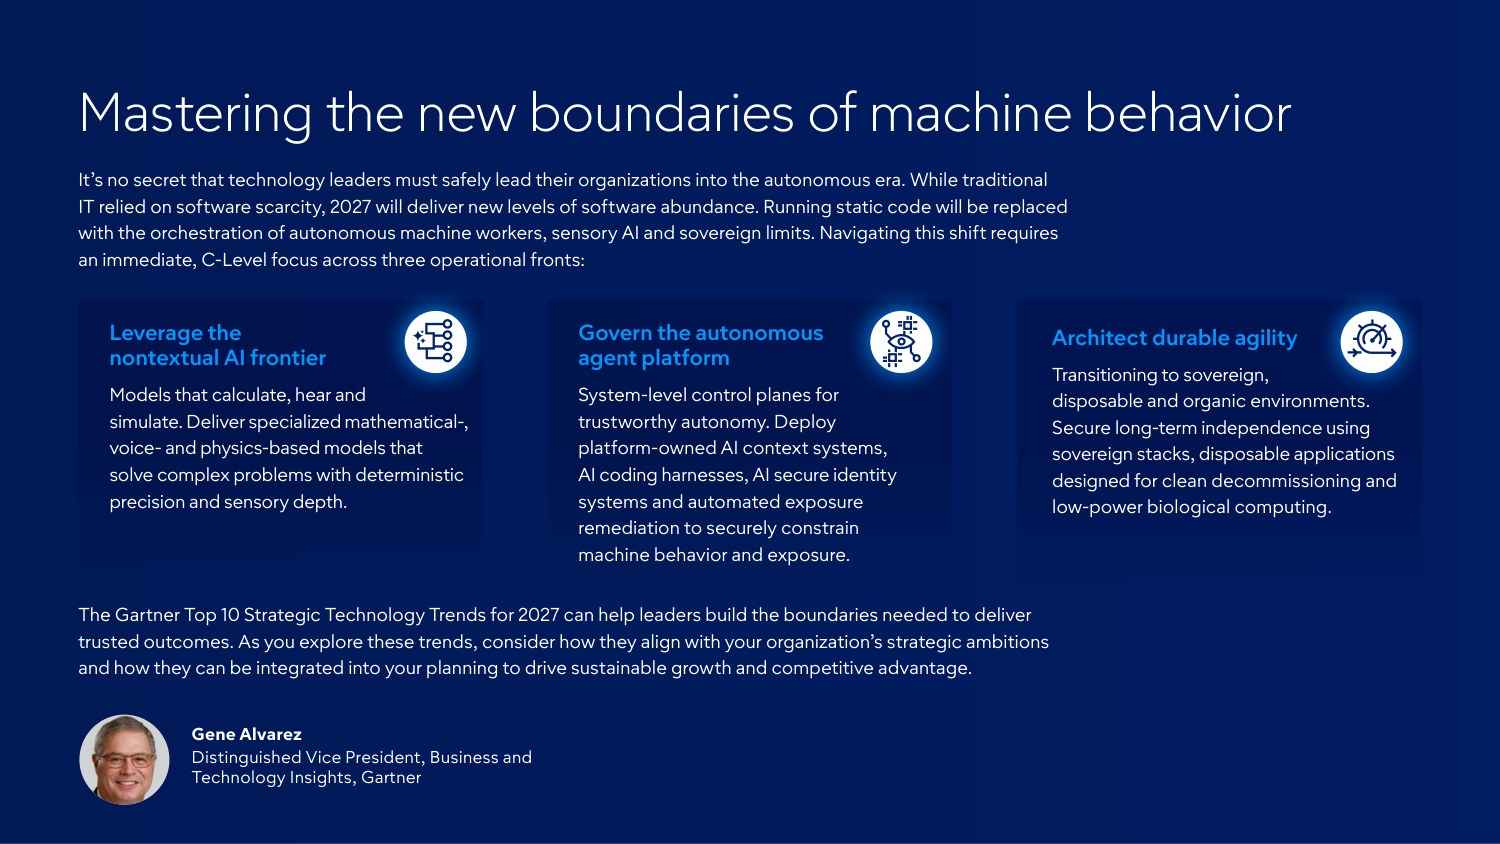 Mastering the new boundaries of machine behavior
It’s no secret that technology leaders must safely lead their organizations into the autonomous era. While traditional
IT relied on software scarcity, 2027 will deliver new levels of software abundance. Running static code will be replaced
with the orchestration of autonomous machine workers, sensory AI and sovereign limits. Navigating this shift requires
an immediate, C-Level focus across three operational fronts:
Leverage the
nontextual AI frontier
Models that calculate, hear and
simulate. Deliver specialized mathematical-,
voice- and physics-based models that
solve complex problems with deterministic
precision and sensory depth.
Govern the autonomous
agent platform
System-level control planes for
trustworthy autonomy. Deploy
platform-owned AI context systems,
AI coding harnesses, AI secure identity
systems and automated exposure
remediation to securely constrain
machine behavior and exposure.
Architect durable agility
Transitioning to sovereign,
disposable and organic environments.
Secure long-term independence using
sovereign stacks, disposable applications
designed for clean decommissioning and
low-power biological computing.
The Gartner Top 10 Strategic Technology Trends for 2027 can help leaders build the boundaries needed to deliver
trusted outcomes. As you explore these trends, consider how they align with your organization’s strategic ambitions
and how they can be integrated into your planning to drive sustainable growth and competitive advantage.
Gene Alvarez
Distinguished Vice President, Business and
Technology Insights, Gartner